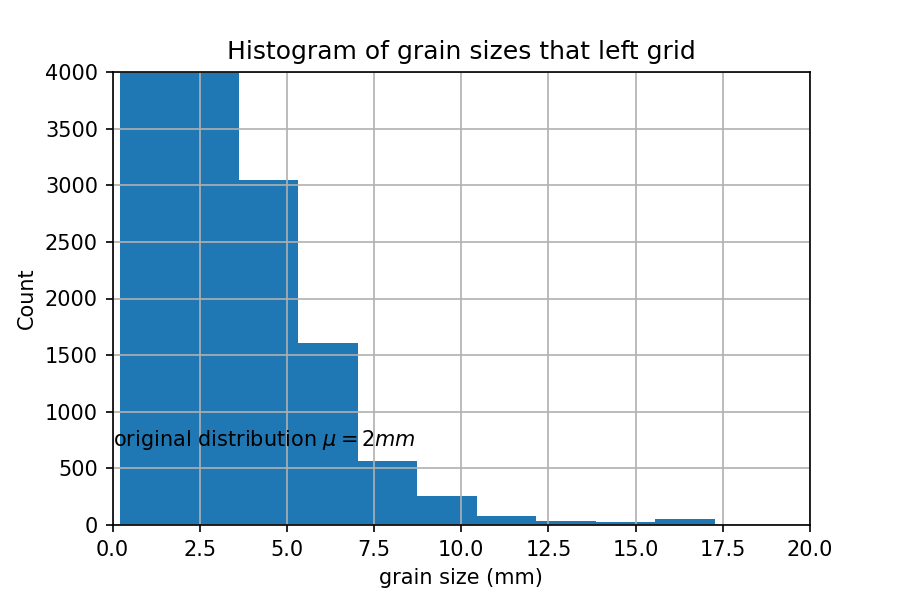 Histogram of grain sizes that left grid
4000
3500
3000
2500
2000
1500
1000
500
0
Count
original distribution μ = 2mm
0.0 2.5 5.0 7.5 10.0 12.5 15.0 17.5 20.0
grain size (mm)